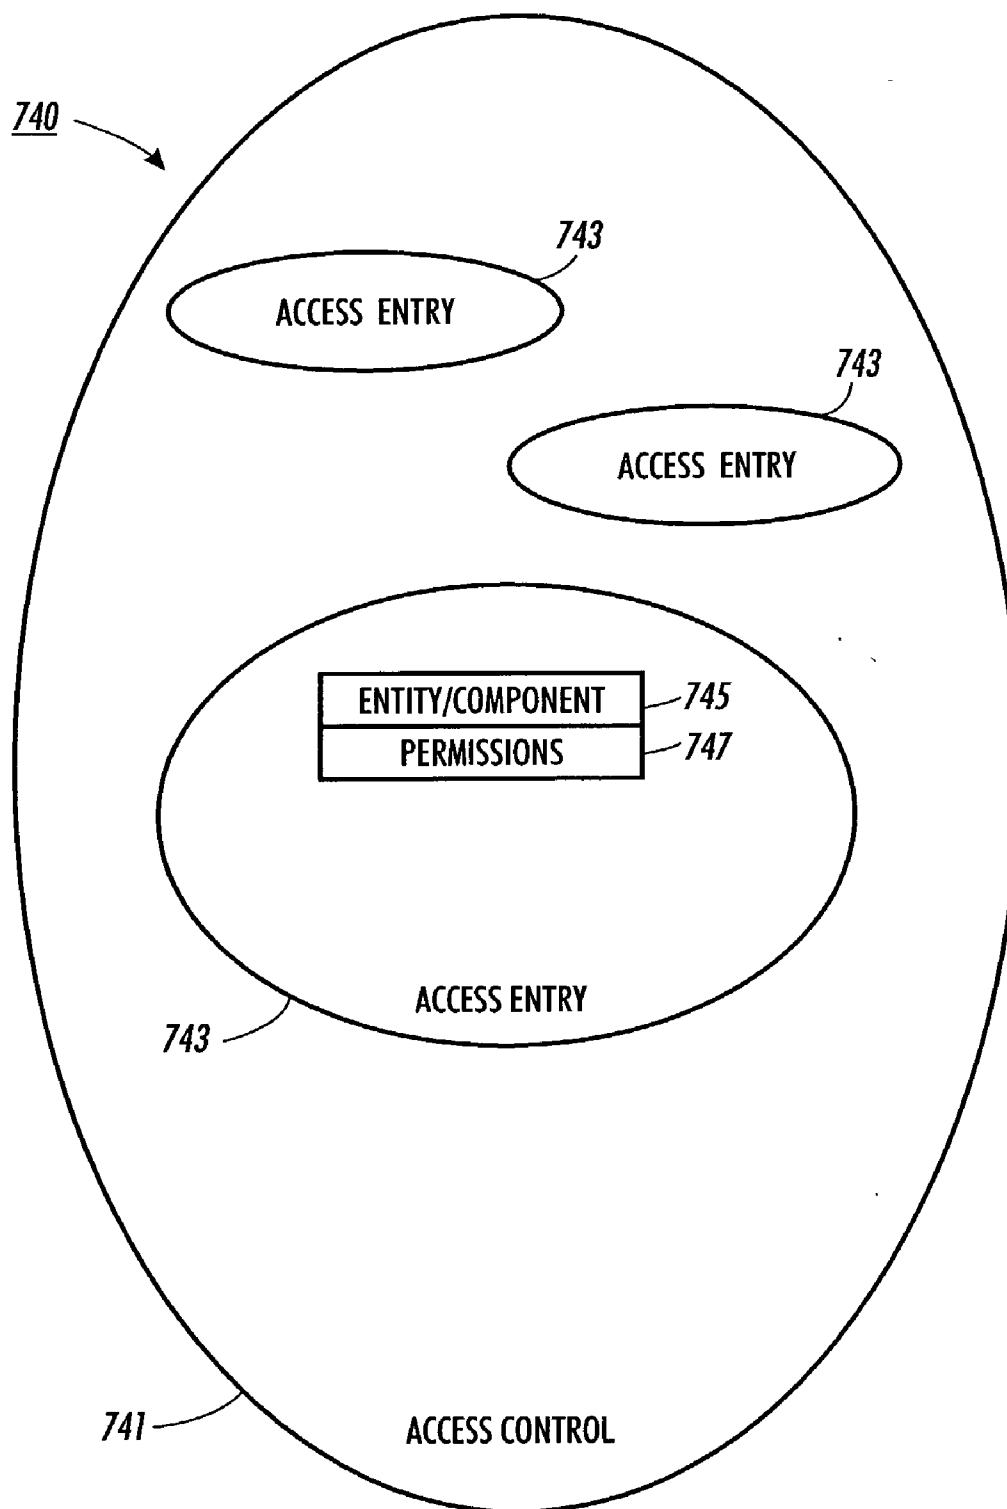 740
743
ACCESS ENTRY
743
ACCESS ENTRY
ENTITY/COMPONENT
745
PERMISSIONS
747
ACCESS ENTRY
743
741
ACCESS CONTROL